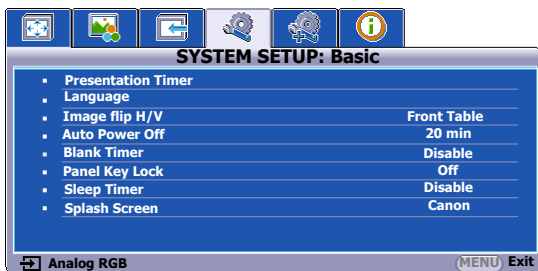 SYSTEM SETUP: Basic
Presentation Timer
Language
Image flip H/V Front Table
Auto Power Off 20 min
Blank Timer Disable
Panel Key Lock Off
Sleep Timer Disable
Splash Screen Canon
Analog RGB MENU Exit